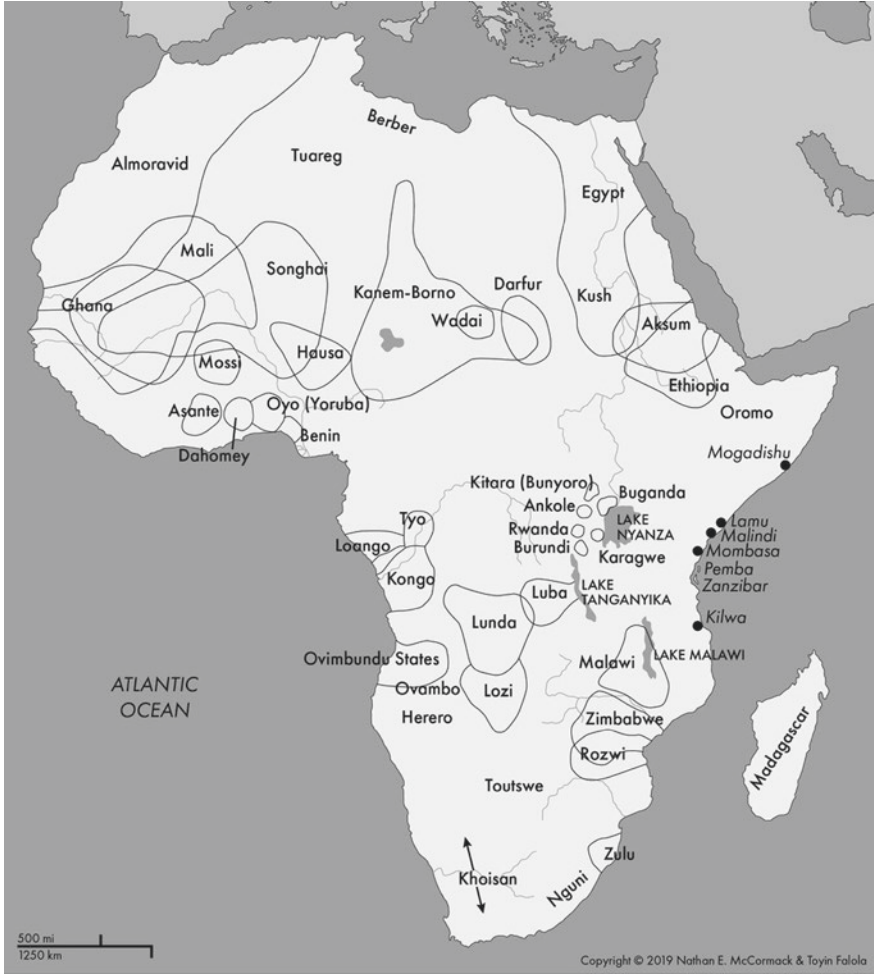 Berber
Almoravid
Tuareg
Egypt
Mali
Songhai
Ghana
Kanem-Borno
Darfur
Kush
Wadai
Aksum
Mossi
Hausa
Ethiopia
Asante
Oyo (Yoruba)
Oromo
Benin
Dahomey
Mogadishu
Kitara (Bunyoro)
Buganda
Ankole
Tyo
LAKE
NYANZA
Lamu
Rwanda
Malindi
Loango
Burundi
Karagwe
Mombasa
Pemba
Kongo
Zanzibar
Luba
LAKE
TANGANYIKA
Lunda
Kilwa
Ovimbundu States
Malawi
LAKE MALAWI
ATLANTIC
OCEAN
Ovambo
Lozi
Herero
Zimbabwe
Madagascar
Rozwi
Toutswe
Zulu
Khoisan
Nguni
500 mi
1250 km
Copyright © 2019 Nathan E. McCormack & Toyin Falola